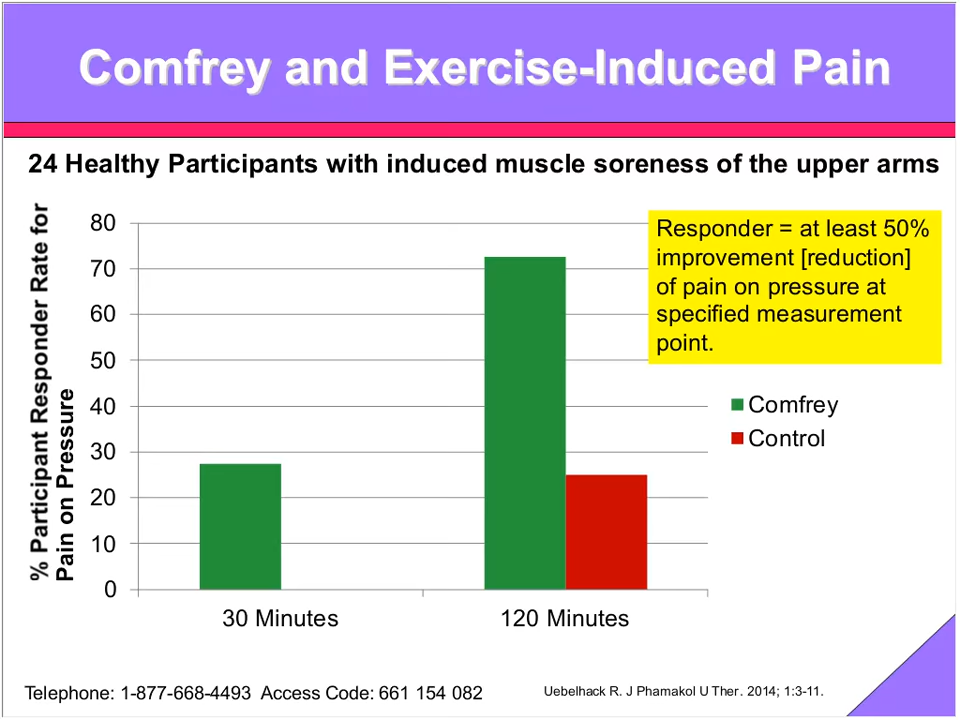 Comfrey and Exercise-Induced Pain
24 Healthy Participants with induced muscle soreness of the upper arms
% Participant Responder Rate for
Pain on Pressure
80
70
60
50
40
30
20
10
0
30 Minutes
120 Minutes
Responder = at least 50%
improvement [reduction]
of pain on pressure at
specified measurement
point.
Comfrey
Control
Telephone: 1-877-668-4493 Access Code: 661 154 082
Uebelhack R. J Phamakol U Ther. 2014; 1:3-11.